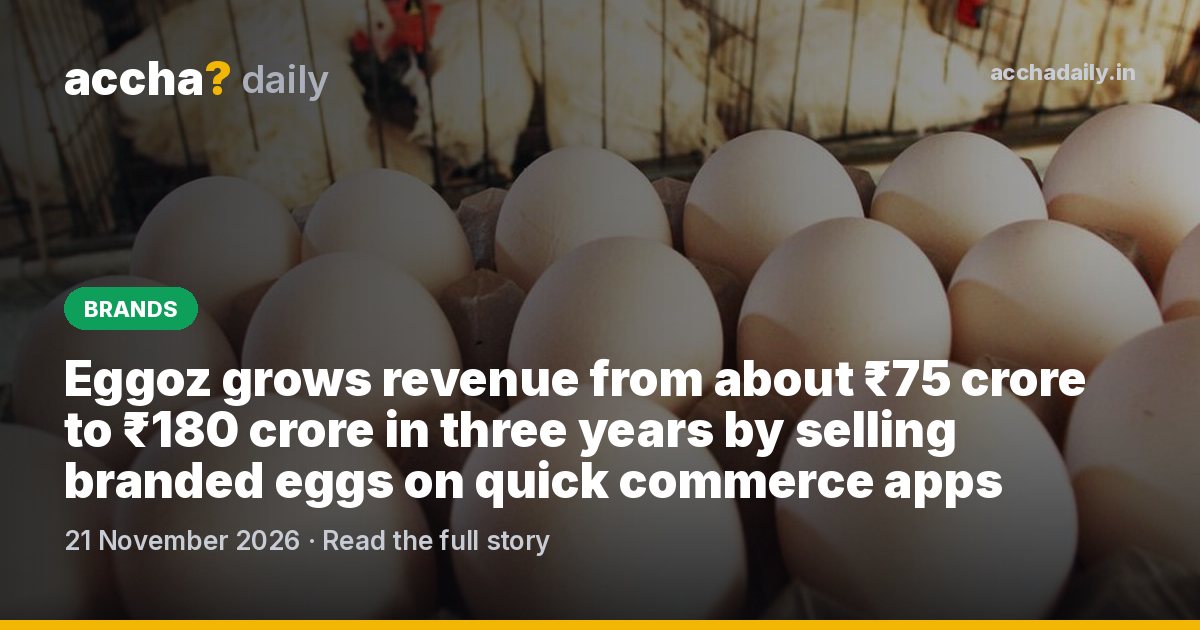 accha? daily
acchadaily.in
BRANDS
Eggoz grows revenue from about ₹75 crore
to ₹180 crore in three years by selling
branded eggs on quick commerce apps
21 November 2026 · Read the full story